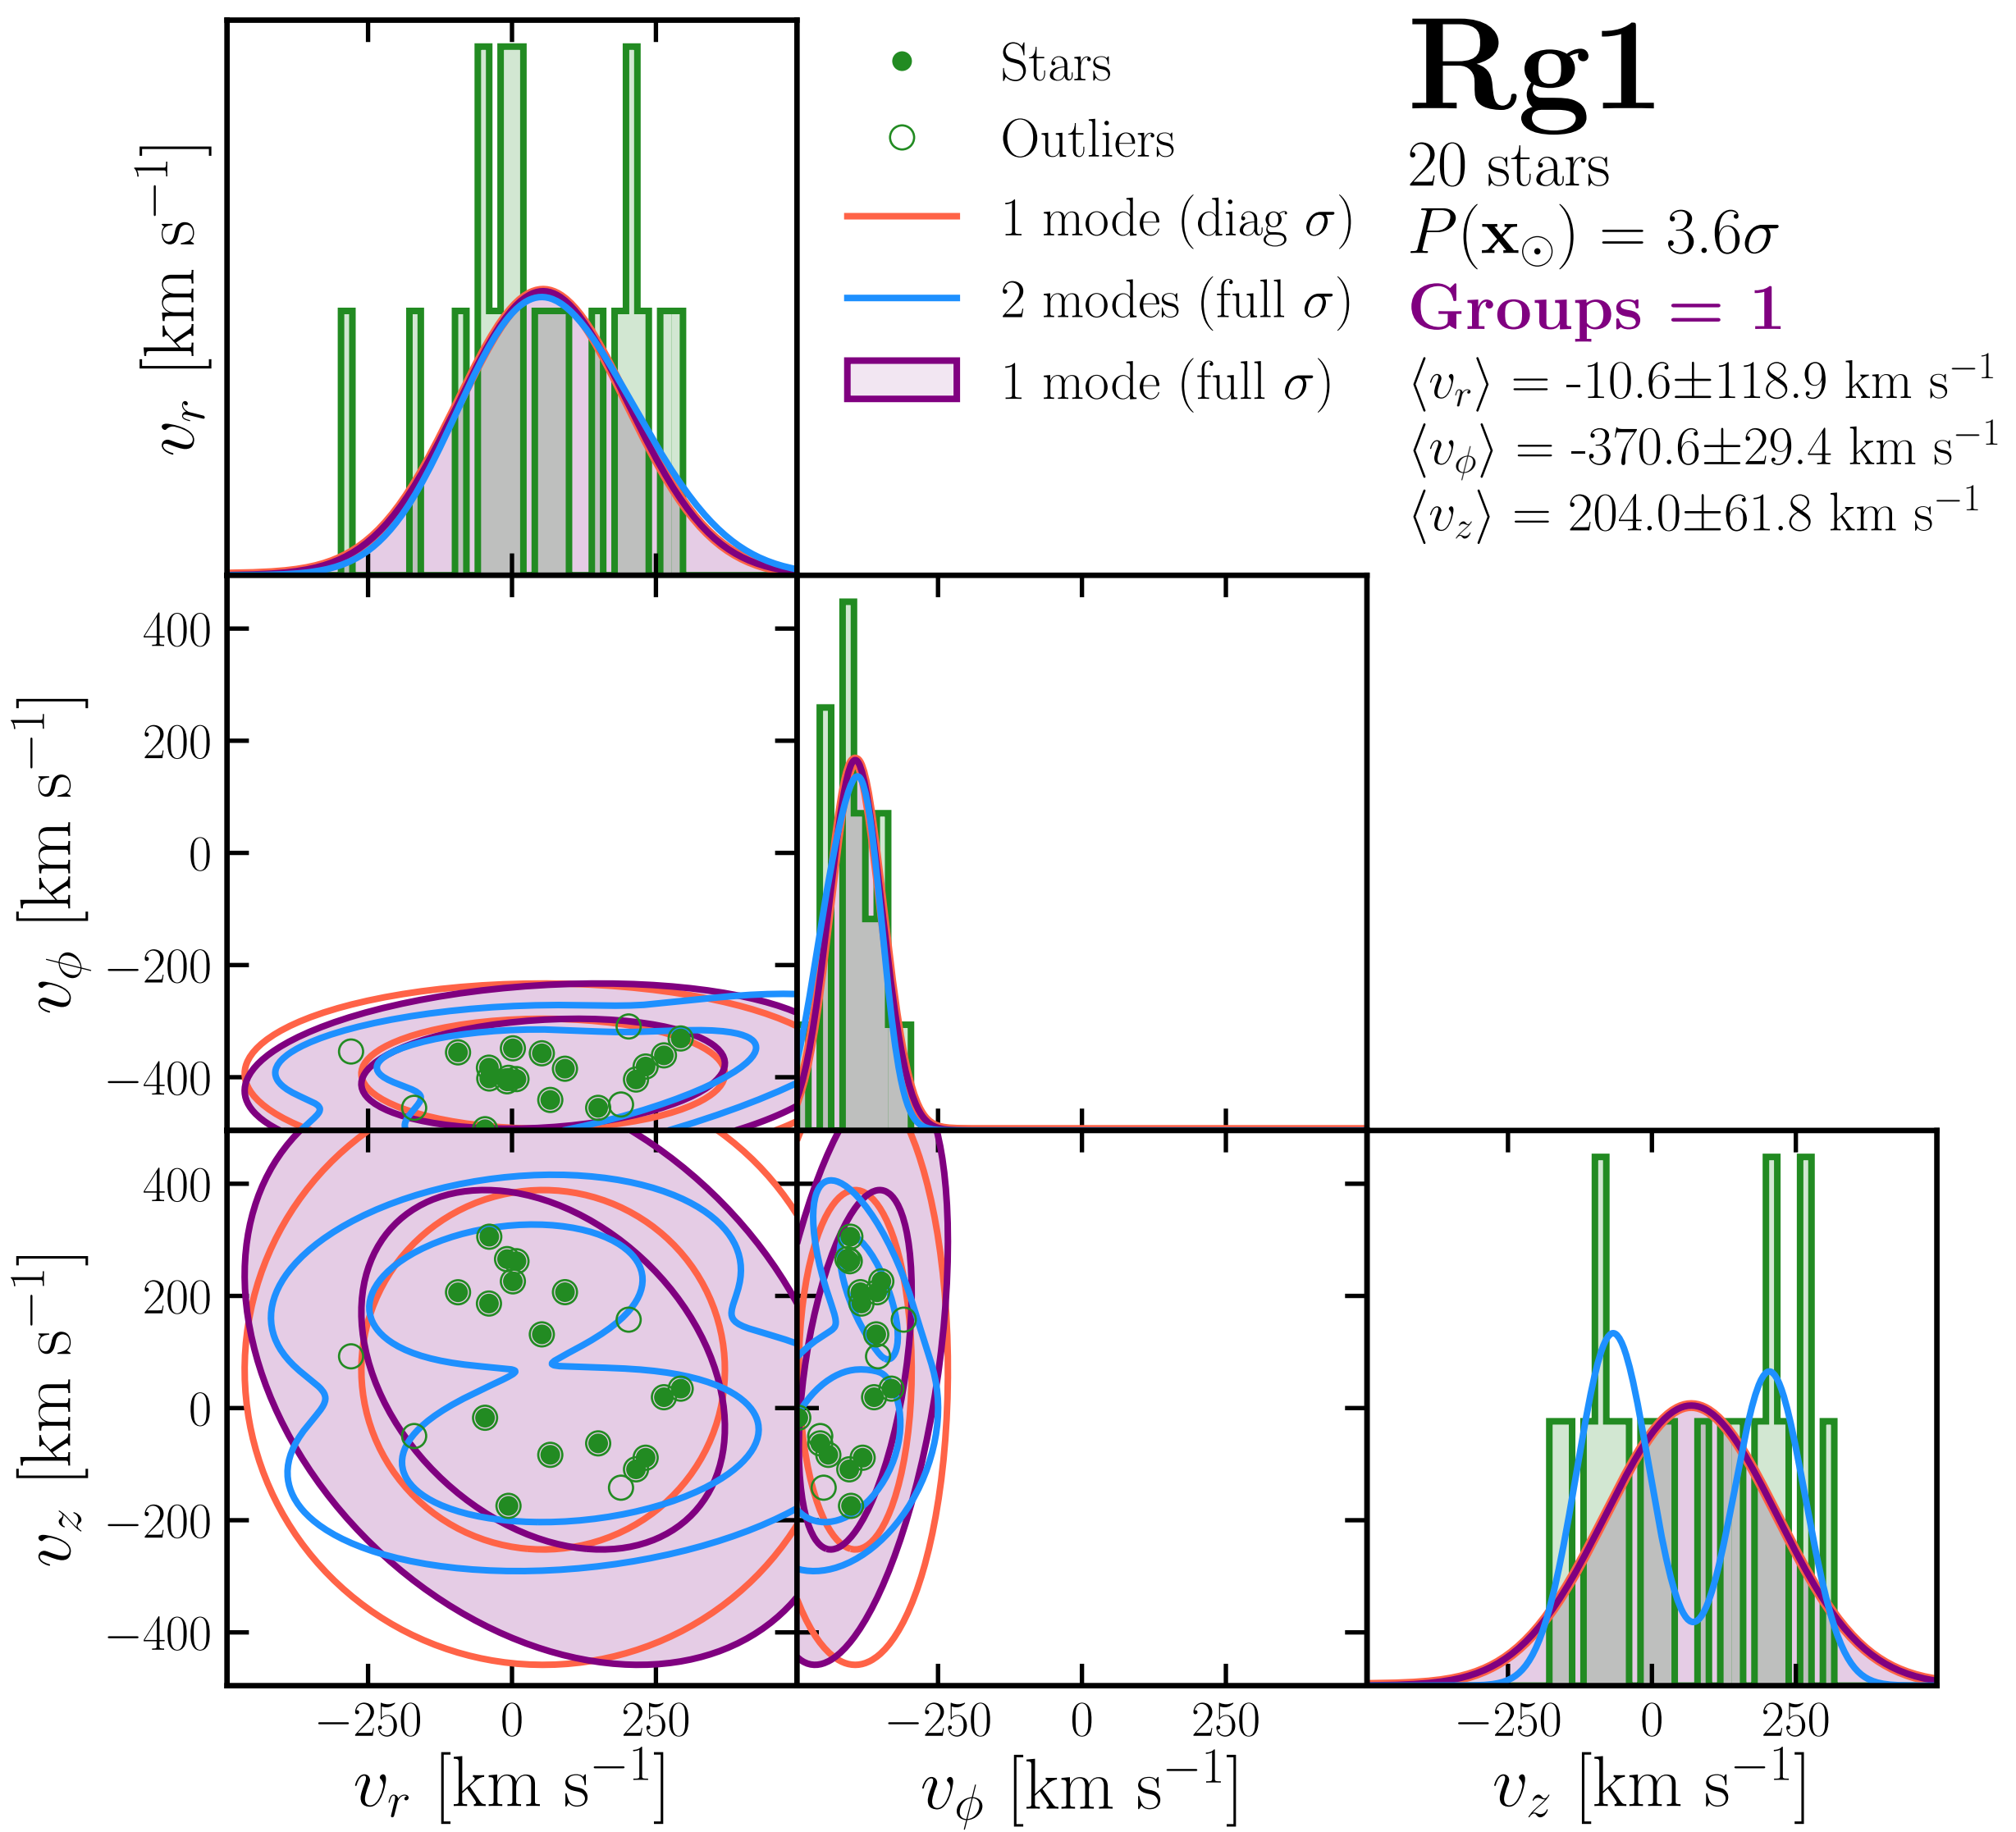 Rg1
20 stars
P(x⊙) = 3.6σ
Groups = 1
⟨v_r⟩ = -10.6±118.9 km s⁻¹
⟨v_ϕ⟩ = -370.6±29.4 km s⁻¹
⟨v_z⟩ = 204.0±61.8 km s⁻¹
Stars
Outliers
1 mode (diag σ)
2 modes (full σ)
1 mode (full σ)
v_r [km s⁻¹]
400
200
0
−200
−400
v_ϕ [km s⁻¹]
400
200
0
−200
−400
v_z [km s⁻¹]
−250 0 250
−250 0 250
−250 0 250
v_r [km s⁻¹]
v_ϕ [km s⁻¹]
v_z [km s⁻¹]